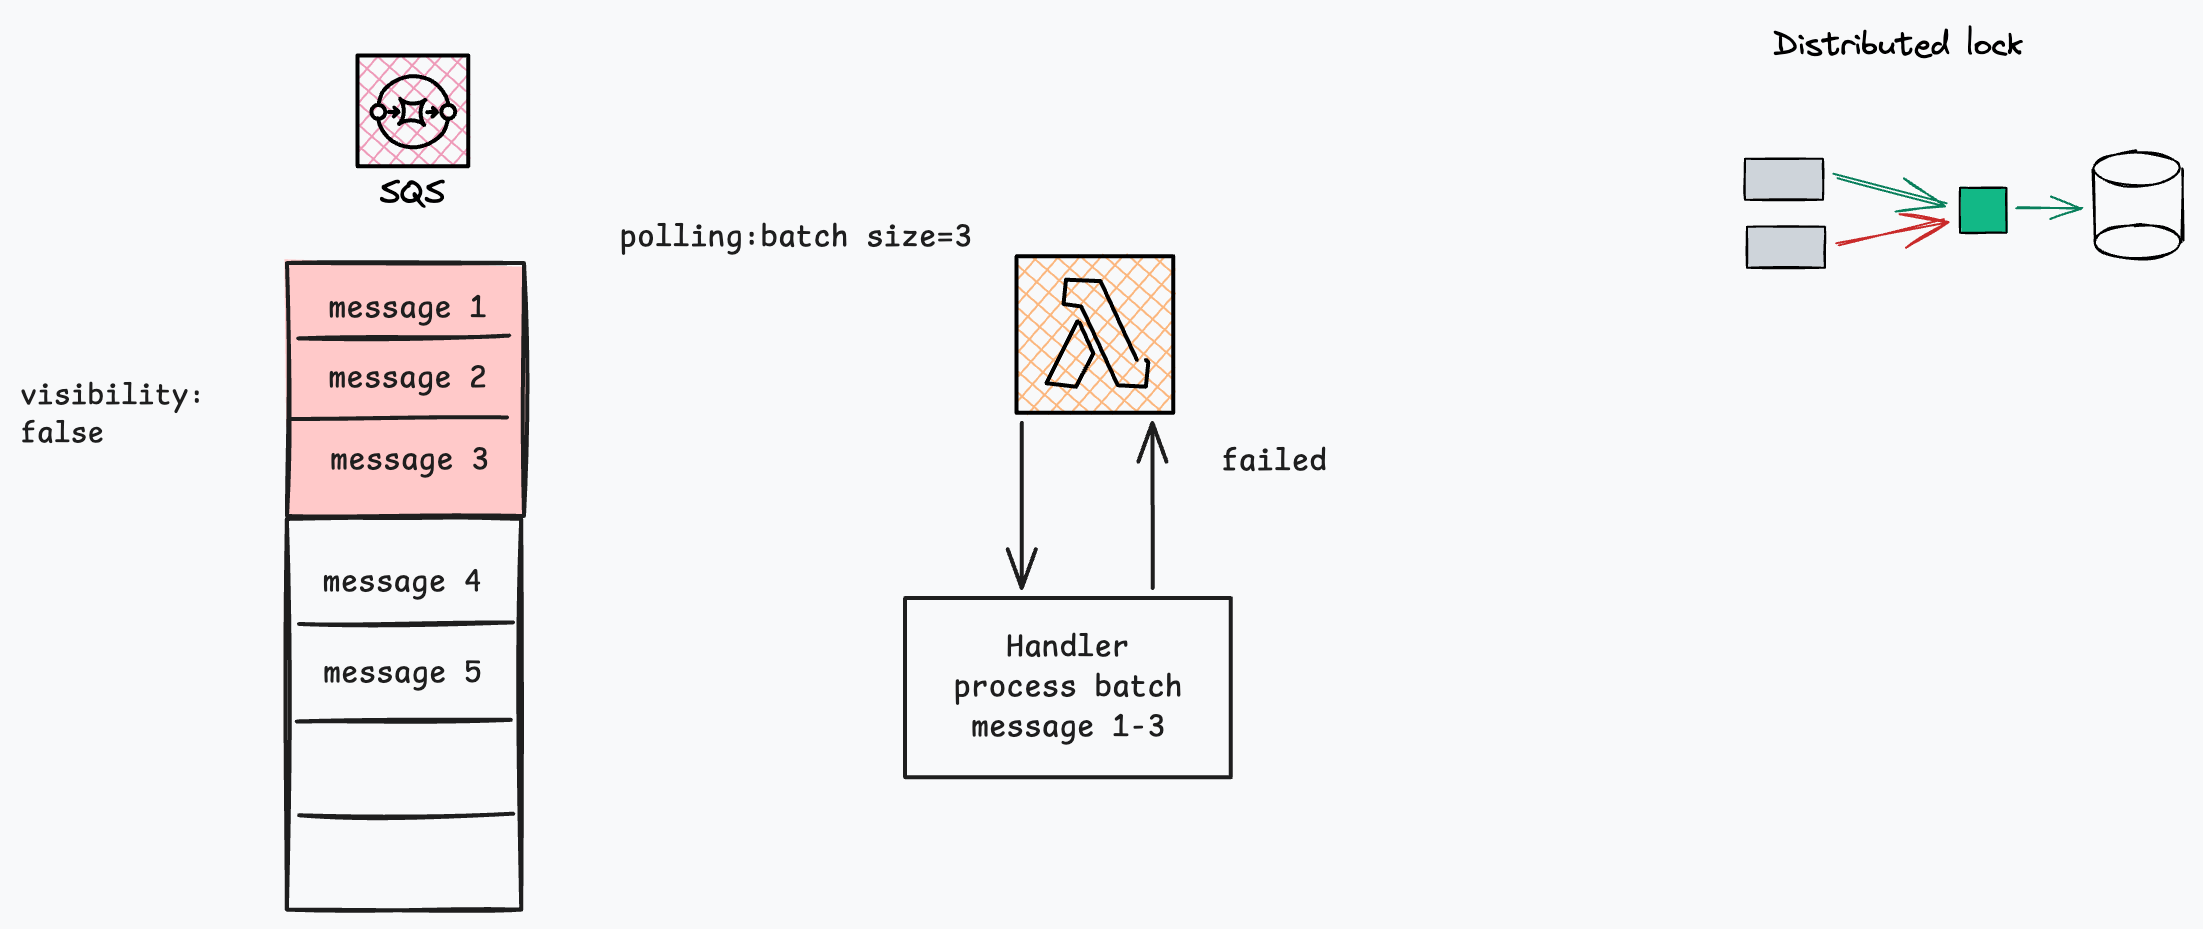 Distributed lock
SQS
polling:batch size=3
message 1
message 2
visibility:
false
message 3
failed
message 4
message 5
Handler
process batch
message 1-3